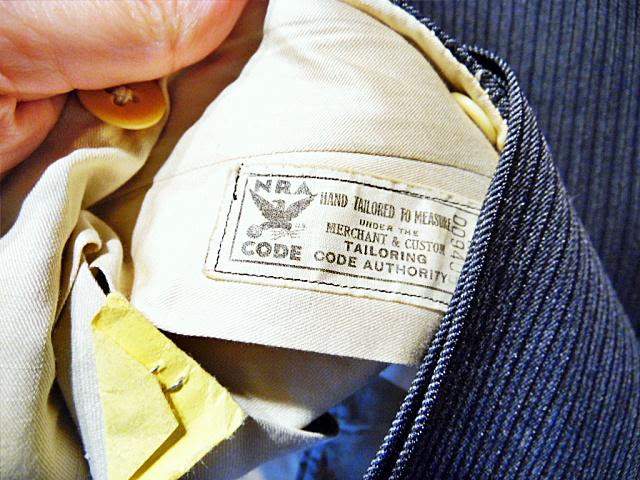 NRA
CODE
HAND TAILORED TO MEASURE
UNDER THE
MERCHANT & CUSTOM
TAILORING
CODE AUTHORITY